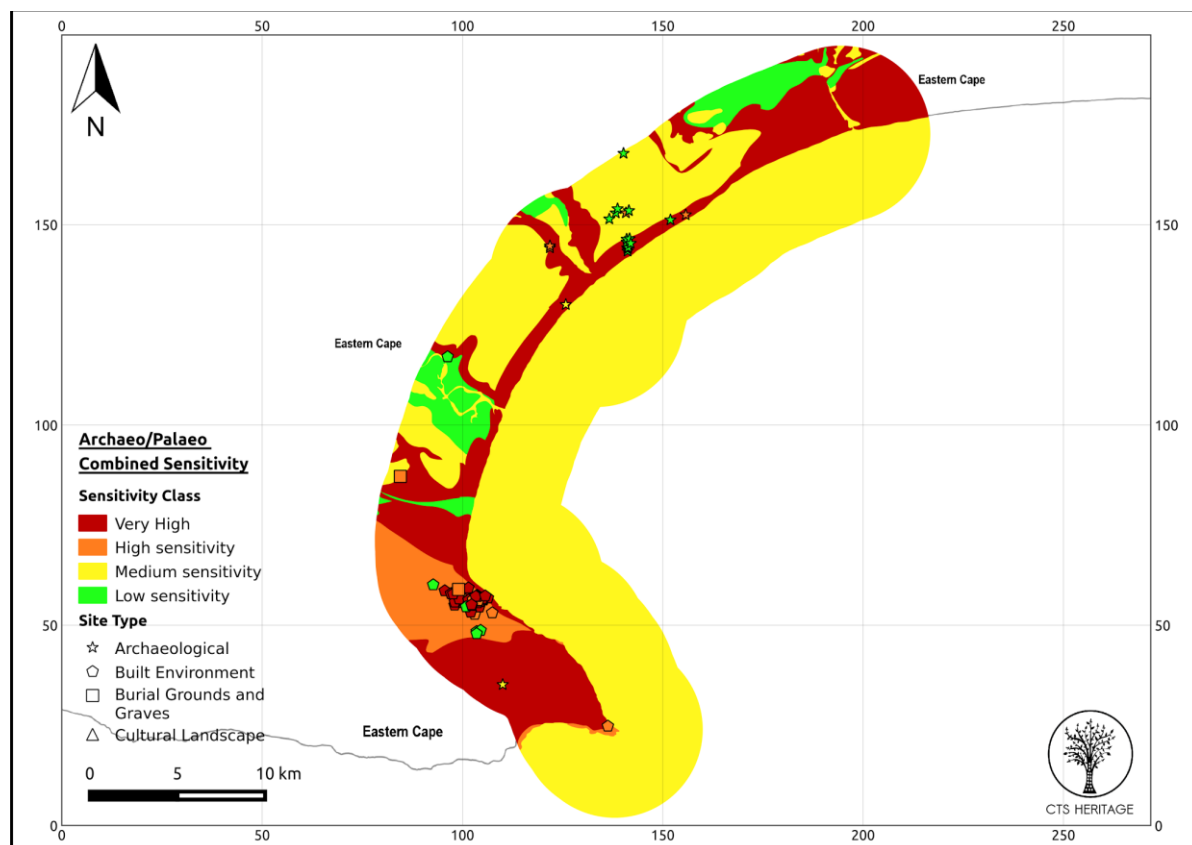 0 50 100 150 200 250
N
Eastern Cape
150 150
Eastern Cape
100 100
Archaeo/Palaeo
Combined Sensitivity
Sensitivity Class
Very High
High sensitivity
Medium sensitivity
Low sensitivity
50 50
Site Type
Archaeological
Built Environment
Burial Grounds and
Graves
Cultural Landscape
Eastern Cape
0 5 10 km
CTS HERITAGE
0 0
0 50 100 150 200 250